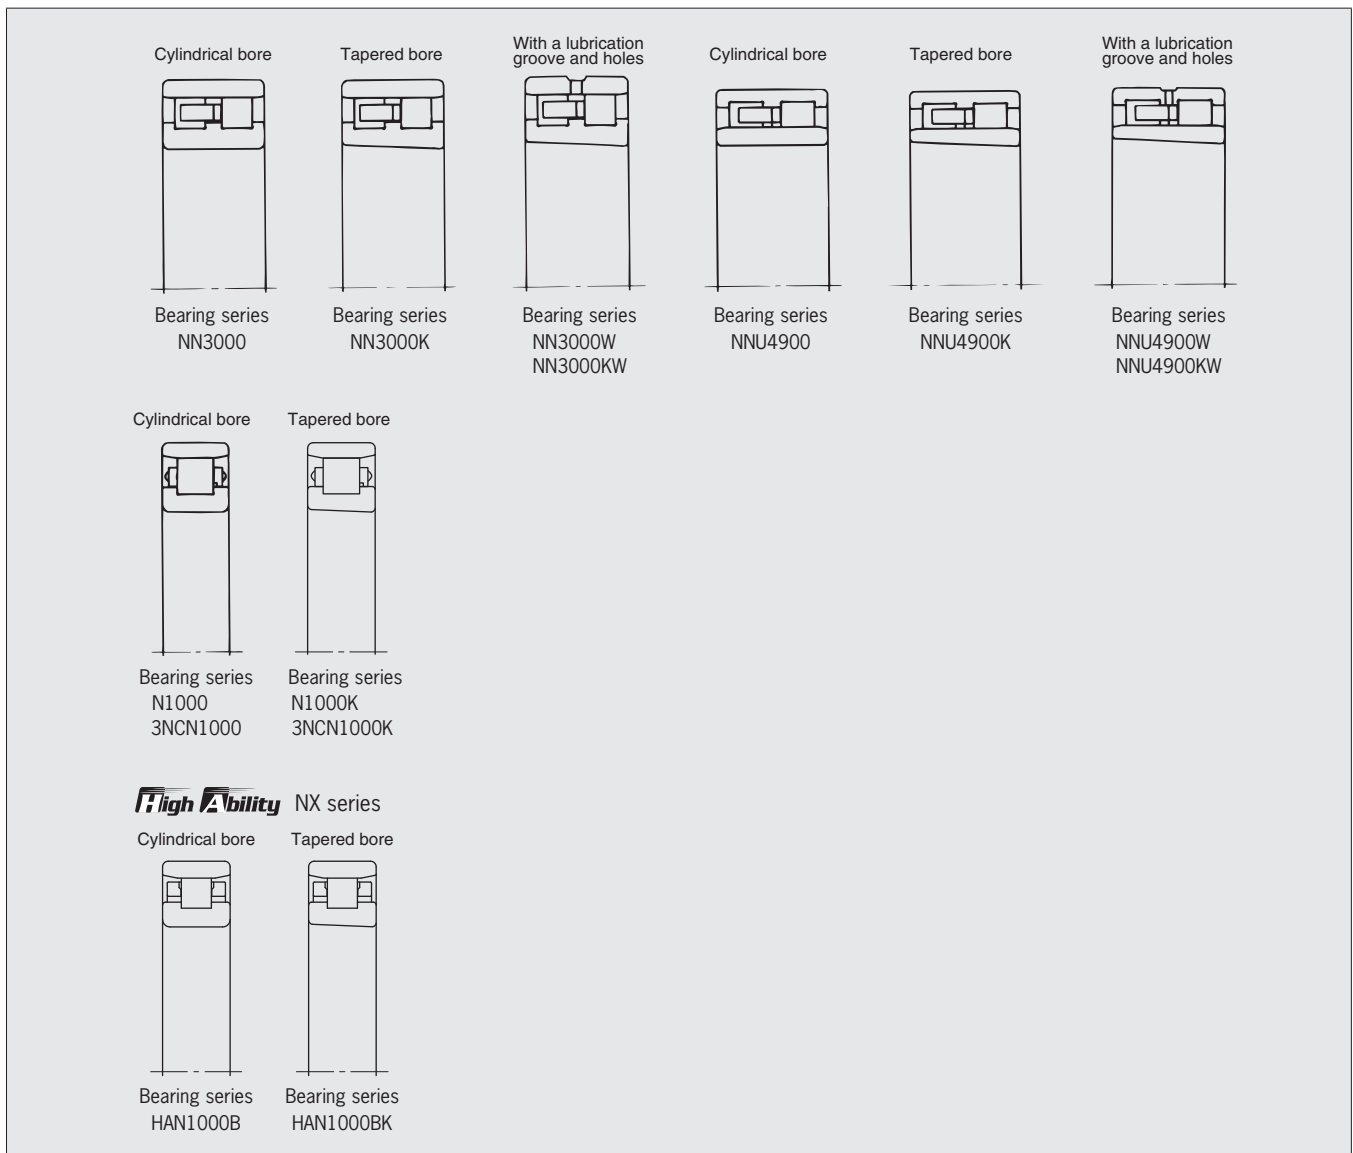 Cylindrical bore
Tapered bore
With a lubrication
groove and holes
Cylindrical bore
Tapered bore
With a lubrication
groove and holes
Bearing series
NN3000
Bearing series
NN3000K
Bearing series
NN3000W
NN3000KW
Bearing series
NNU4900
Bearing series
NNU4900K
Bearing series
NNU4900W
NNU4900KW
Cylindrical bore
Tapered bore
Bearing series
N1000
3NCN1000
Bearing series
N1000K
3NCN1000K
High Ability NX series
Cylindrical bore
Tapered bore
Bearing series
HAN1000B
Bearing series
HAN1000BK